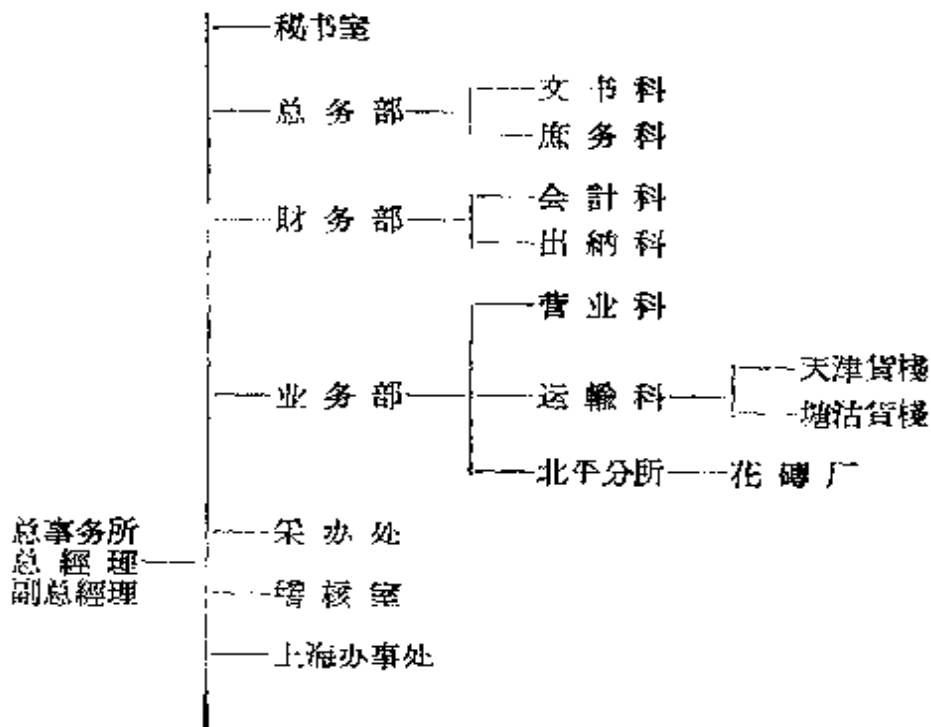 秘书室
总务部
文书科
庶务科
財务部
会計科
出納科
业务部
营业科
运輸科
天津貨棧
塘沽貨棧
北平分所
花磚厂
总事务所
总經理
副总經理
采办处
稽核室
上海办事处